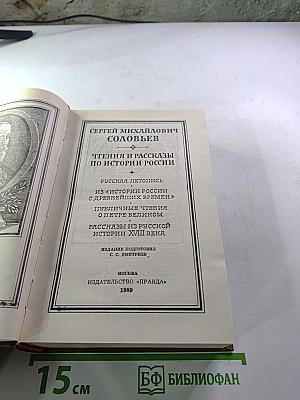 СЕРГЕЙ МИХАЙЛОВИЧ
СОЛОВЬЕВ
ЧТЕНИЯ И РАССКАЗЫ
ПО ИСТОРИИ РОССИИ
РУССКАЯ ЛЕТОПИСЬ
ИЗ «ИСТОРИИ РОССИИ
С ДРЕВНЕЙШИХ ВРЕМЕН»
ПУБЛИЧНЫЕ ЧТЕНИЯ
О ПЕТРЕ ВЕЛИКОМ
РАССКАЗЫ ИЗ РУССКОЙ
ИСТОРИИ XVIII ВЕКА
ИЗДАНИЕ ПОДГОТОВИЛ
С. С. ДМИТРИЕВ
МОСКВА
ИЗДАТЕЛЬСТВО «ПРАВДА»
1989
15 см
БФ БИБЛИОФАН